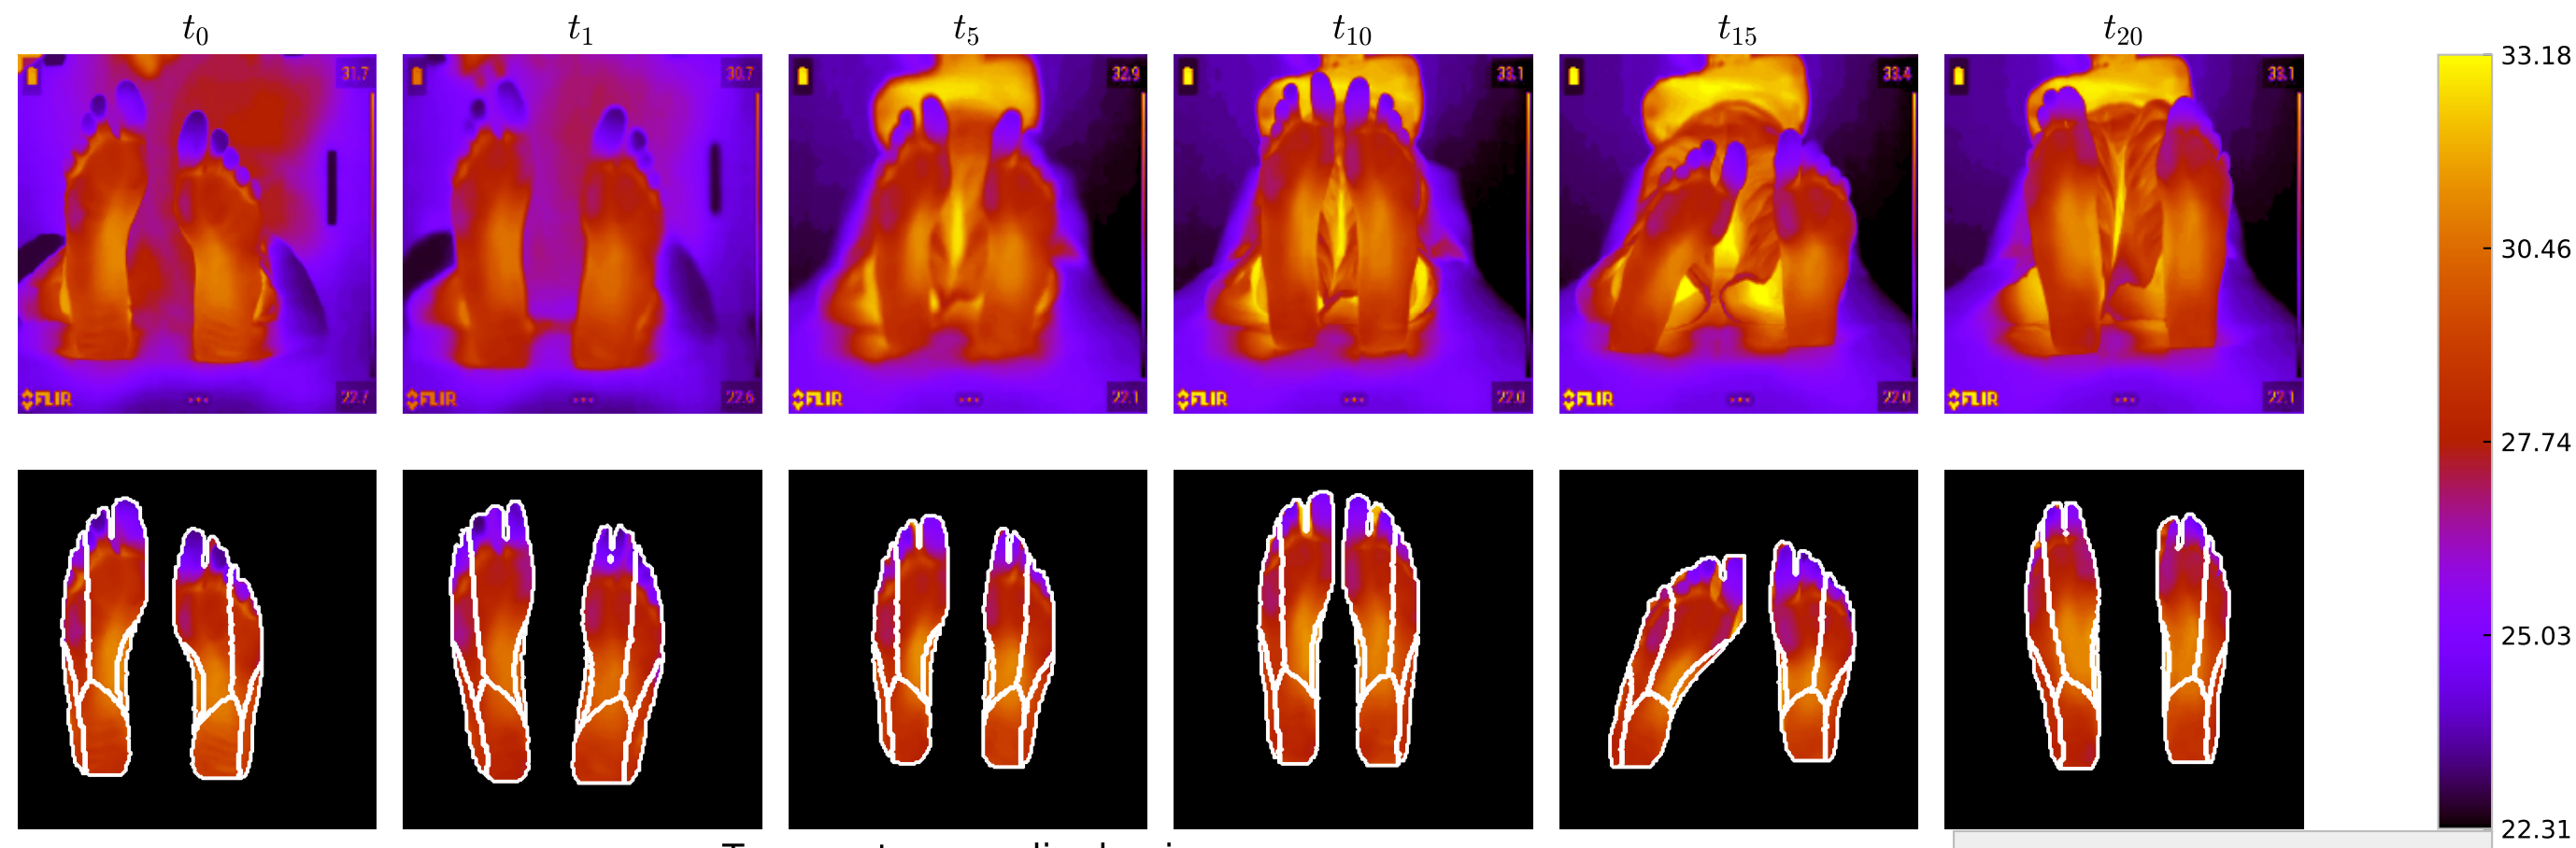 t0 t1 t5 t10 t15 t20
31.7 30.7 32.9 33.1 33.4 33.1
FLIR 22.7 FLIR 22.6 FLIR 22.1 FLIR 22.0 FLIR 22.0 FLIR 22.1
33.18
30.46
27.74
25.03
22.31